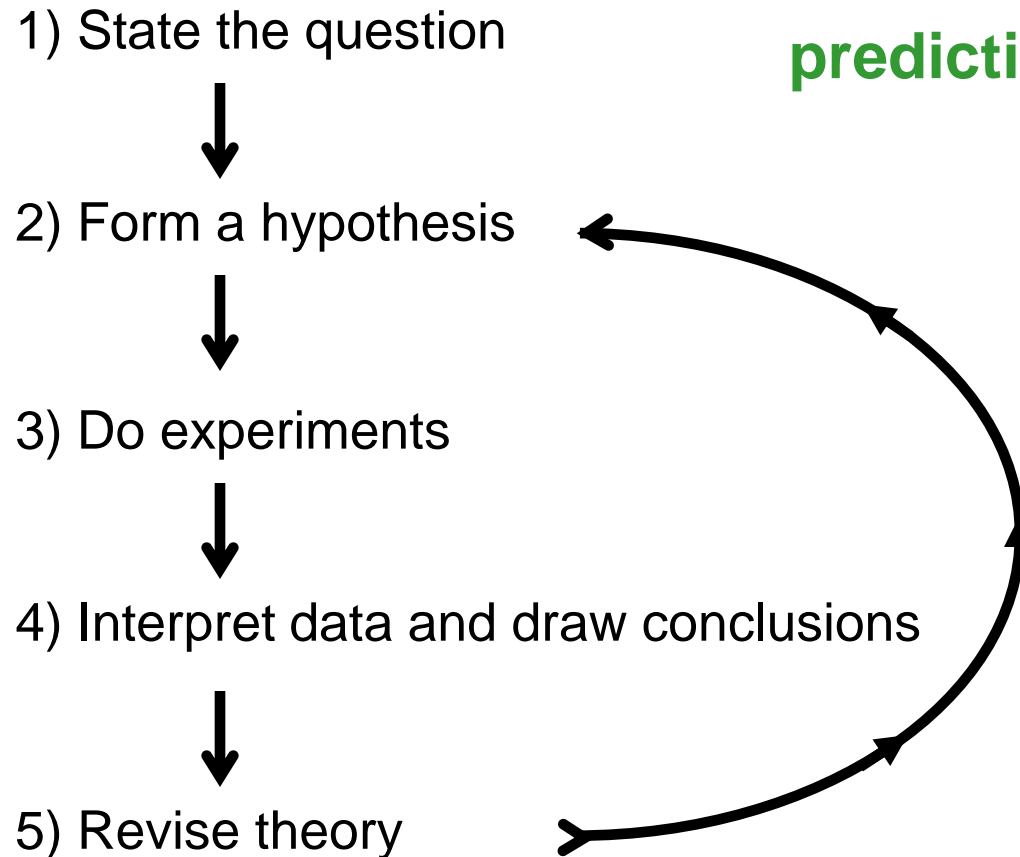 1) State the question
predicti
2) Form a hypothesis
3) Do experiments
4) Interpret data and draw conclusions
5) Revise theory